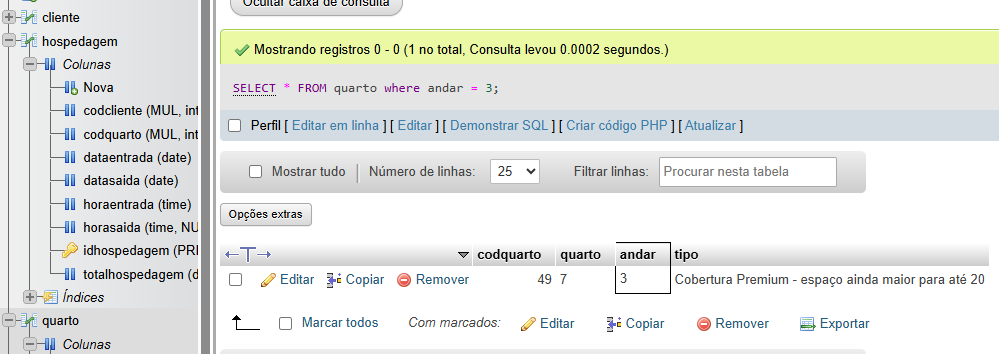 Ocultar caixa de consulta
cliente
hospedagem
Colunas
Nova
codcliente (MUL, int
codquarto (MUL, int
dataentrada (date)
datasaida (date)
horaentrada (time)
horasaida (time, NU
idhospedagem (PRI
totalhospedagem (d
Índices
quarto
Colunas
Mostrando registros 0 - 0 (1 no total, Consulta levou 0.0002 segundos.)
SELECT * FROM quarto where andar = 3;
Perfil [ Editar em linha ] [ Editar ] [ Demonstrar SQL ] [ Criar código PHP ] [ Atualizar ]
Mostrar tudo Número de linhas: 25 Filtrar linhas: Procurar nesta tabela
Opções extras
codquarto quarto andar tipo
Editar Copiar Remover 49 7 3 Cobertura Premium - espaço ainda maior para até 20
Marcar todos Com marcados: Editar Copiar Remover Exportar